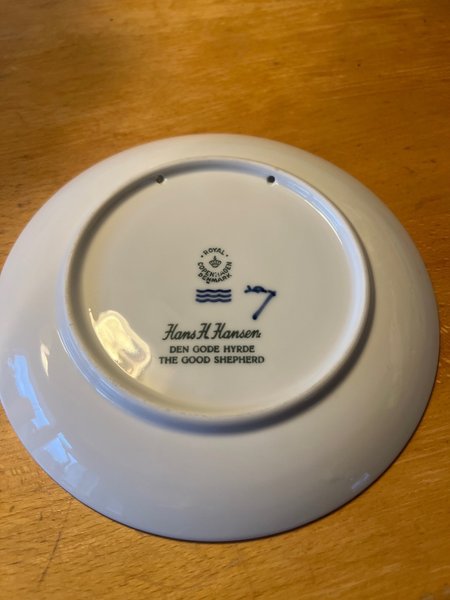 ROYAL
COPENHAGEN
DENMARK
Hans H. Hansen.
DEN GODE HYRDE
THE GOOD SHEPHERD